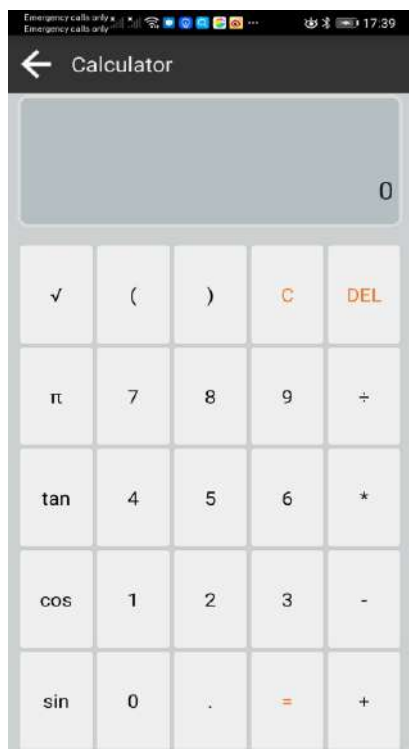 Emergency calls only
Emergency calls only
17:39
Calculator
0
√ ( ) C DEL
π 7 8 9 ÷
tan 4 5 6 *
cos 1 2 3 -
sin 0 . = +